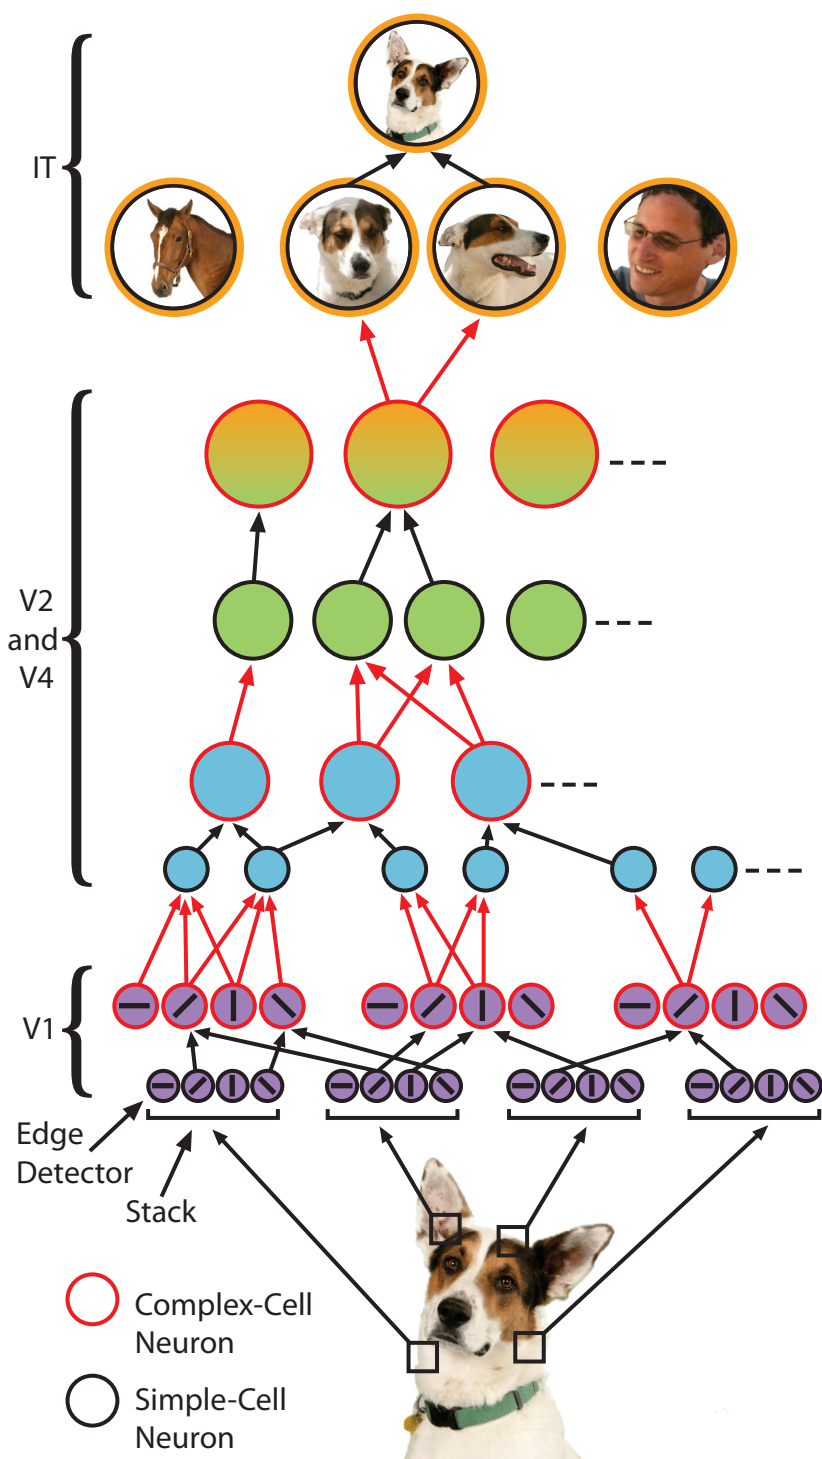 IT
V2
and
V4
V1
Edge
Detector
Stack
Complex-Cell
Neuron
Simple-Cell
Neuron